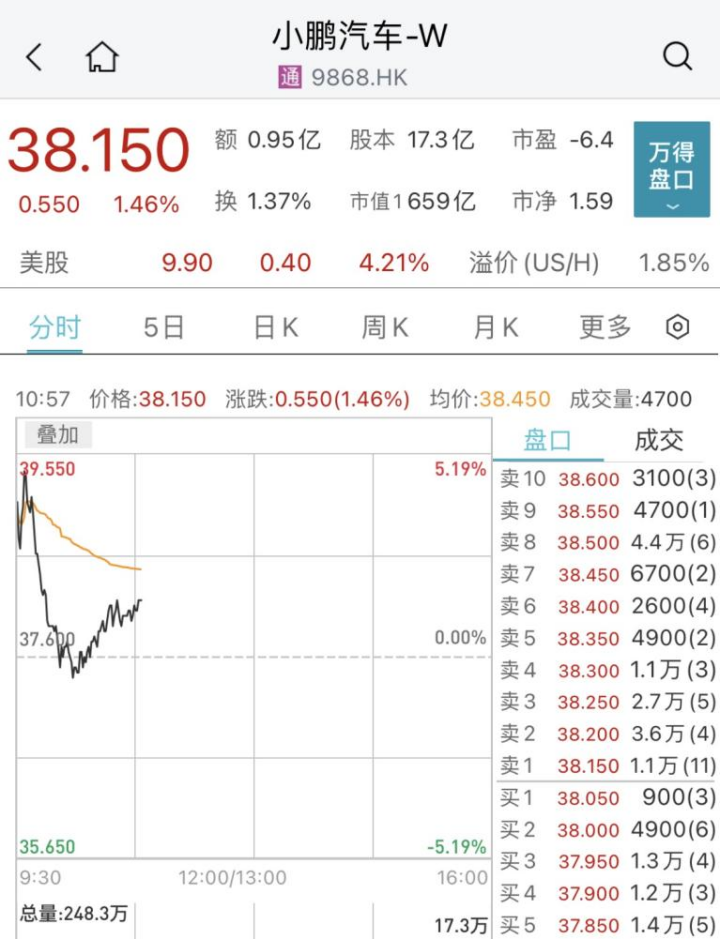 小鹏汽车-W
通 9868.HK
38.150 额 0.95亿 股本 17.3亿 市盈 -6.4 万得
盘口
0.550 1.46% 换 1.37% 市值1 659亿 市净 1.59
美股 9.90 0.40 4.21% 溢价(US/H) 1.85%
分时 5日 日K 周K 月K 更多
10:57 价格:38.150 涨跌:0.550(1.46%) 均价:38.450 成交量:4700
叠加
39.550 5.19%
37.600 0.00%
35.650 -5.19%
9:30 12:00/13:00 16:00
总量:248.3万
17.3万
盘口 成交
卖10 38.600 3100(3)
卖9 38.550 4700(1)
卖8 38.500 4.4万(6)
卖7 38.450 6700(2)
卖6 38.400 2600(4)
卖5 38.350 4900(2)
卖4 38.300 1.1万(3)
卖3 38.250 2.7万(5)
卖2 38.200 3.6万(4)
卖1 38.150 1.1万(11)
买1 38.050 900(3)
买2 38.000 4900(6)
买3 37.950 1.3万(4)
买4 37.900 1.2万(3)
买5 37.850 1.4万(5)